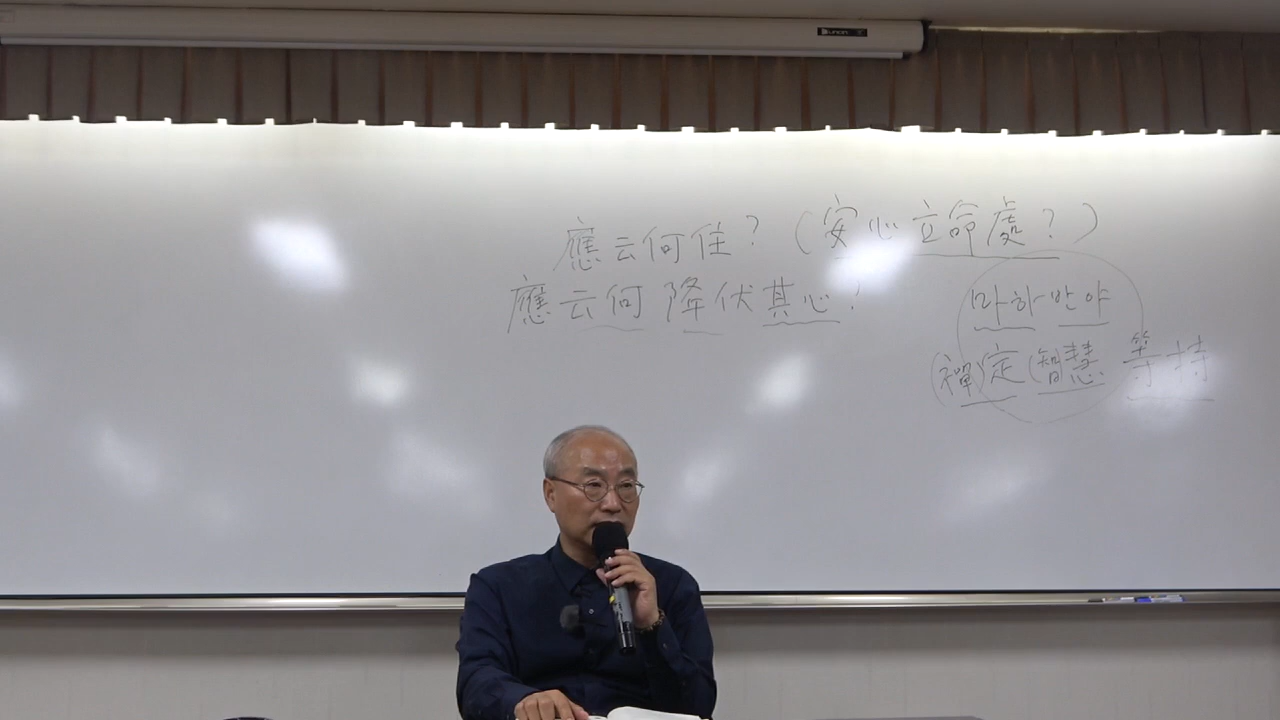 應云何住? (安心立命處?)
應云何 降伏其心?
마하반야
(禪)定 (智慧 等持